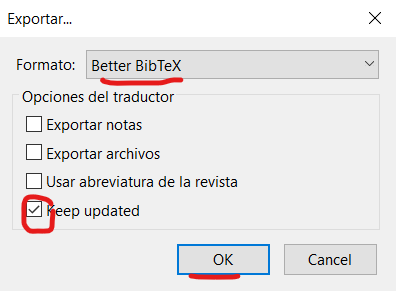 Exportar...
Formato: Better BibTeX
Opciones del traductor
Exportar notas
Exportar archivos
Usar abreviatura de la revista
Keep updated
OK Cancel